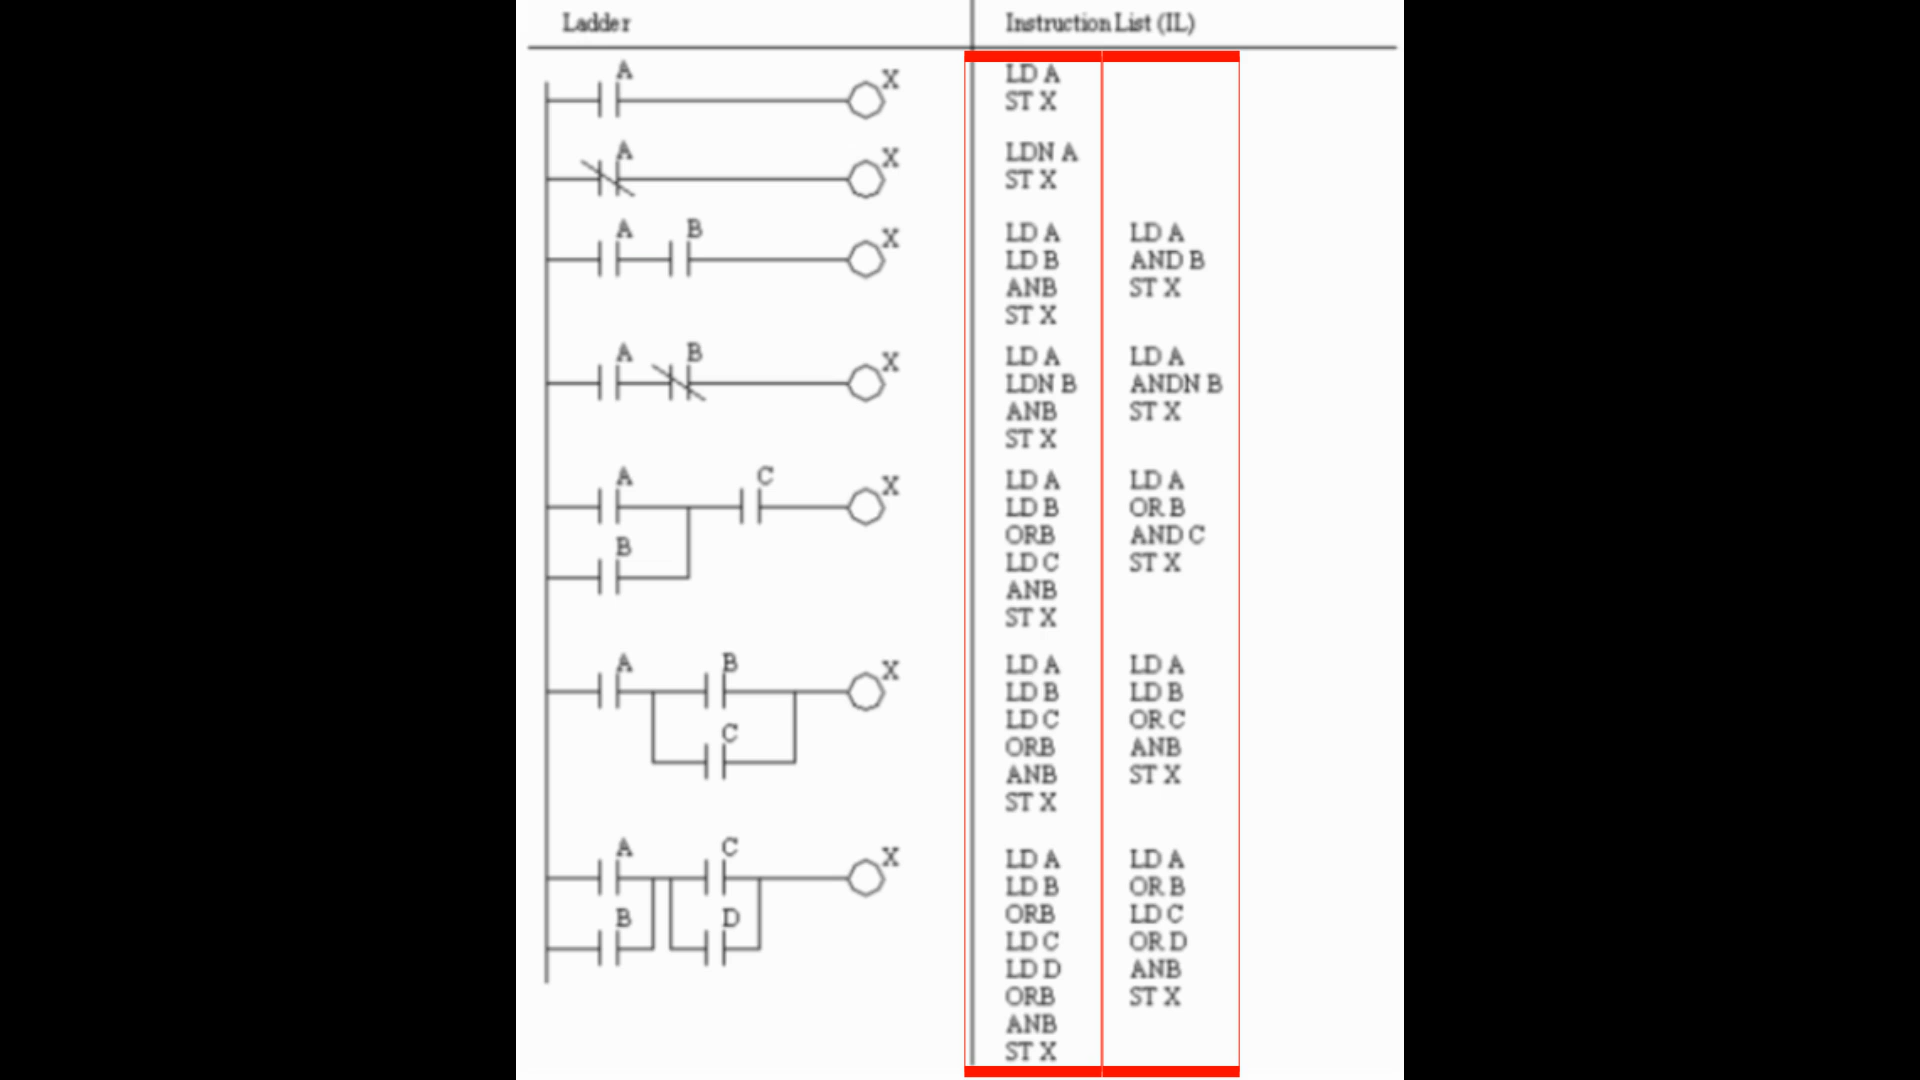 Ladder Instruction List (IL)
A X
LD A
ST X
A X
LDN A
ST X
A B X
LD A LD A
LD B AND B
ANB ST X
ST X
A B X
LD A LD A
LDN B ANDN B
ANB ST X
ST X
A C X
B
LD A LD A
LD B OR B
ORB AND C
LD C ST X
ANB
ST X
A B X
C
LD A LD A
LD B LD B
LD C OR C
ORB ANB
ANB ST X
ST X
A C X
B D
LD A LD A
LD B OR B
ORB LD C
LD C OR D
LD D ANB
ORB ST X
ANB
ST X